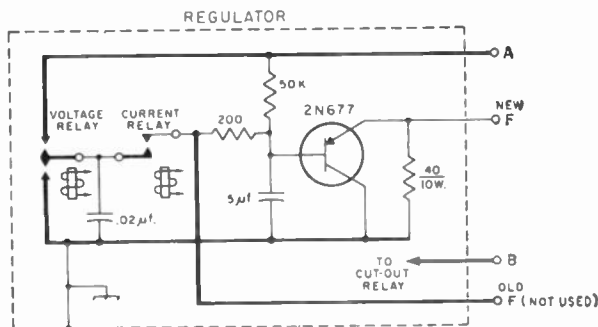 REGULATOR
A
50K
VOLTAGE
RELAY
CURRENT
RELAY
200
2N677
NEW
F
5µf
40
10W.
.02µf.
TO
CUT-OUT
RELAY
B
OLD
F (NOT USED)